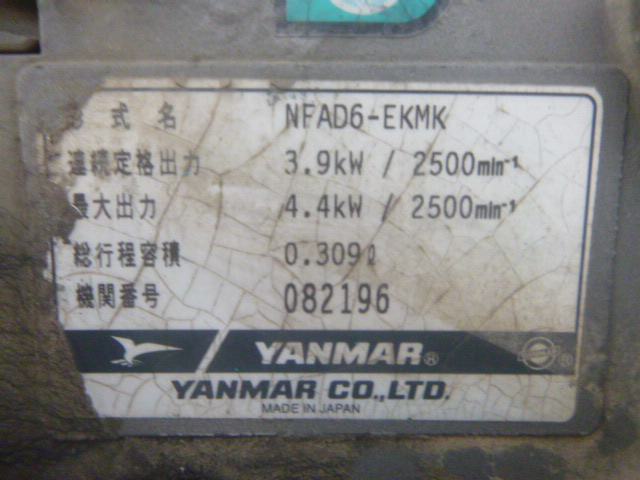 形式名 NFAD6-EKMK
連続定格出力 3.9kW / 2500min⁻¹
最大出力 4.4kW / 2500min⁻¹
総行程容積 0.309ℓ
機関番号 082196
YANMAR®
YANMAR CO.,LTD.
MADE IN JAPAN